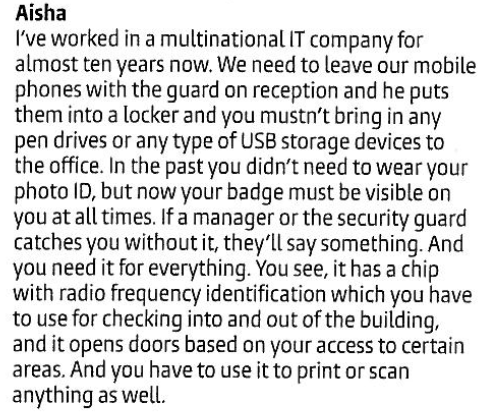 Aisha
I've worked in a multinational IT company for
almost ten years now. We need to leave our mobile
phones with the guard on reception and he puts
them into a locker and you mustn't bring in any
pen drives or any type of USB storage devices to
the office. In the past you didn't need to wear your
photo ID, but now your badge must be visible on
you at all times. If a manager or the security guard
catches you without it, they'll say something. And
you need it for everything. You see, it has a chip
with radio frequency identification which you have
to use for checking into and out of the building,
and it opens doors based on your access to certain
areas. And you have to use it to print or scan
anything as well.